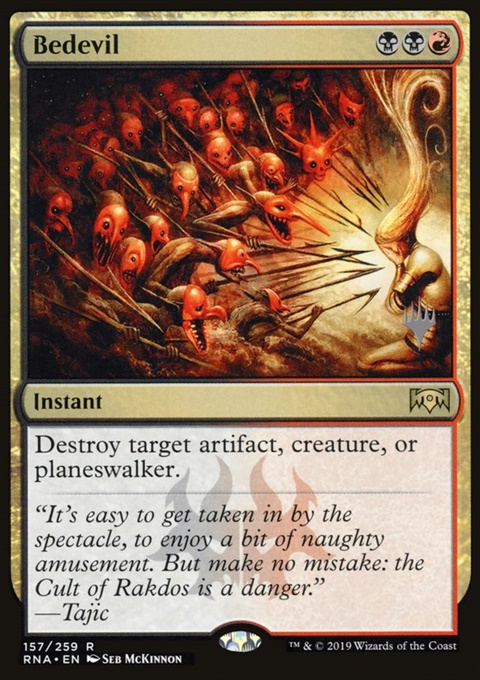 Bedevil
Instant
Destroy target artifact, creature, or
planeswalker.
“It’s easy to get taken in by the
spectacle, to enjoy a bit of naughty
amusement. But make no mistake: the
Cult of Rakdos is a danger.”
—Tajic
157/259 R
RNA • EN Seb McKinnon
™ & © 2019 Wizards of the Coast